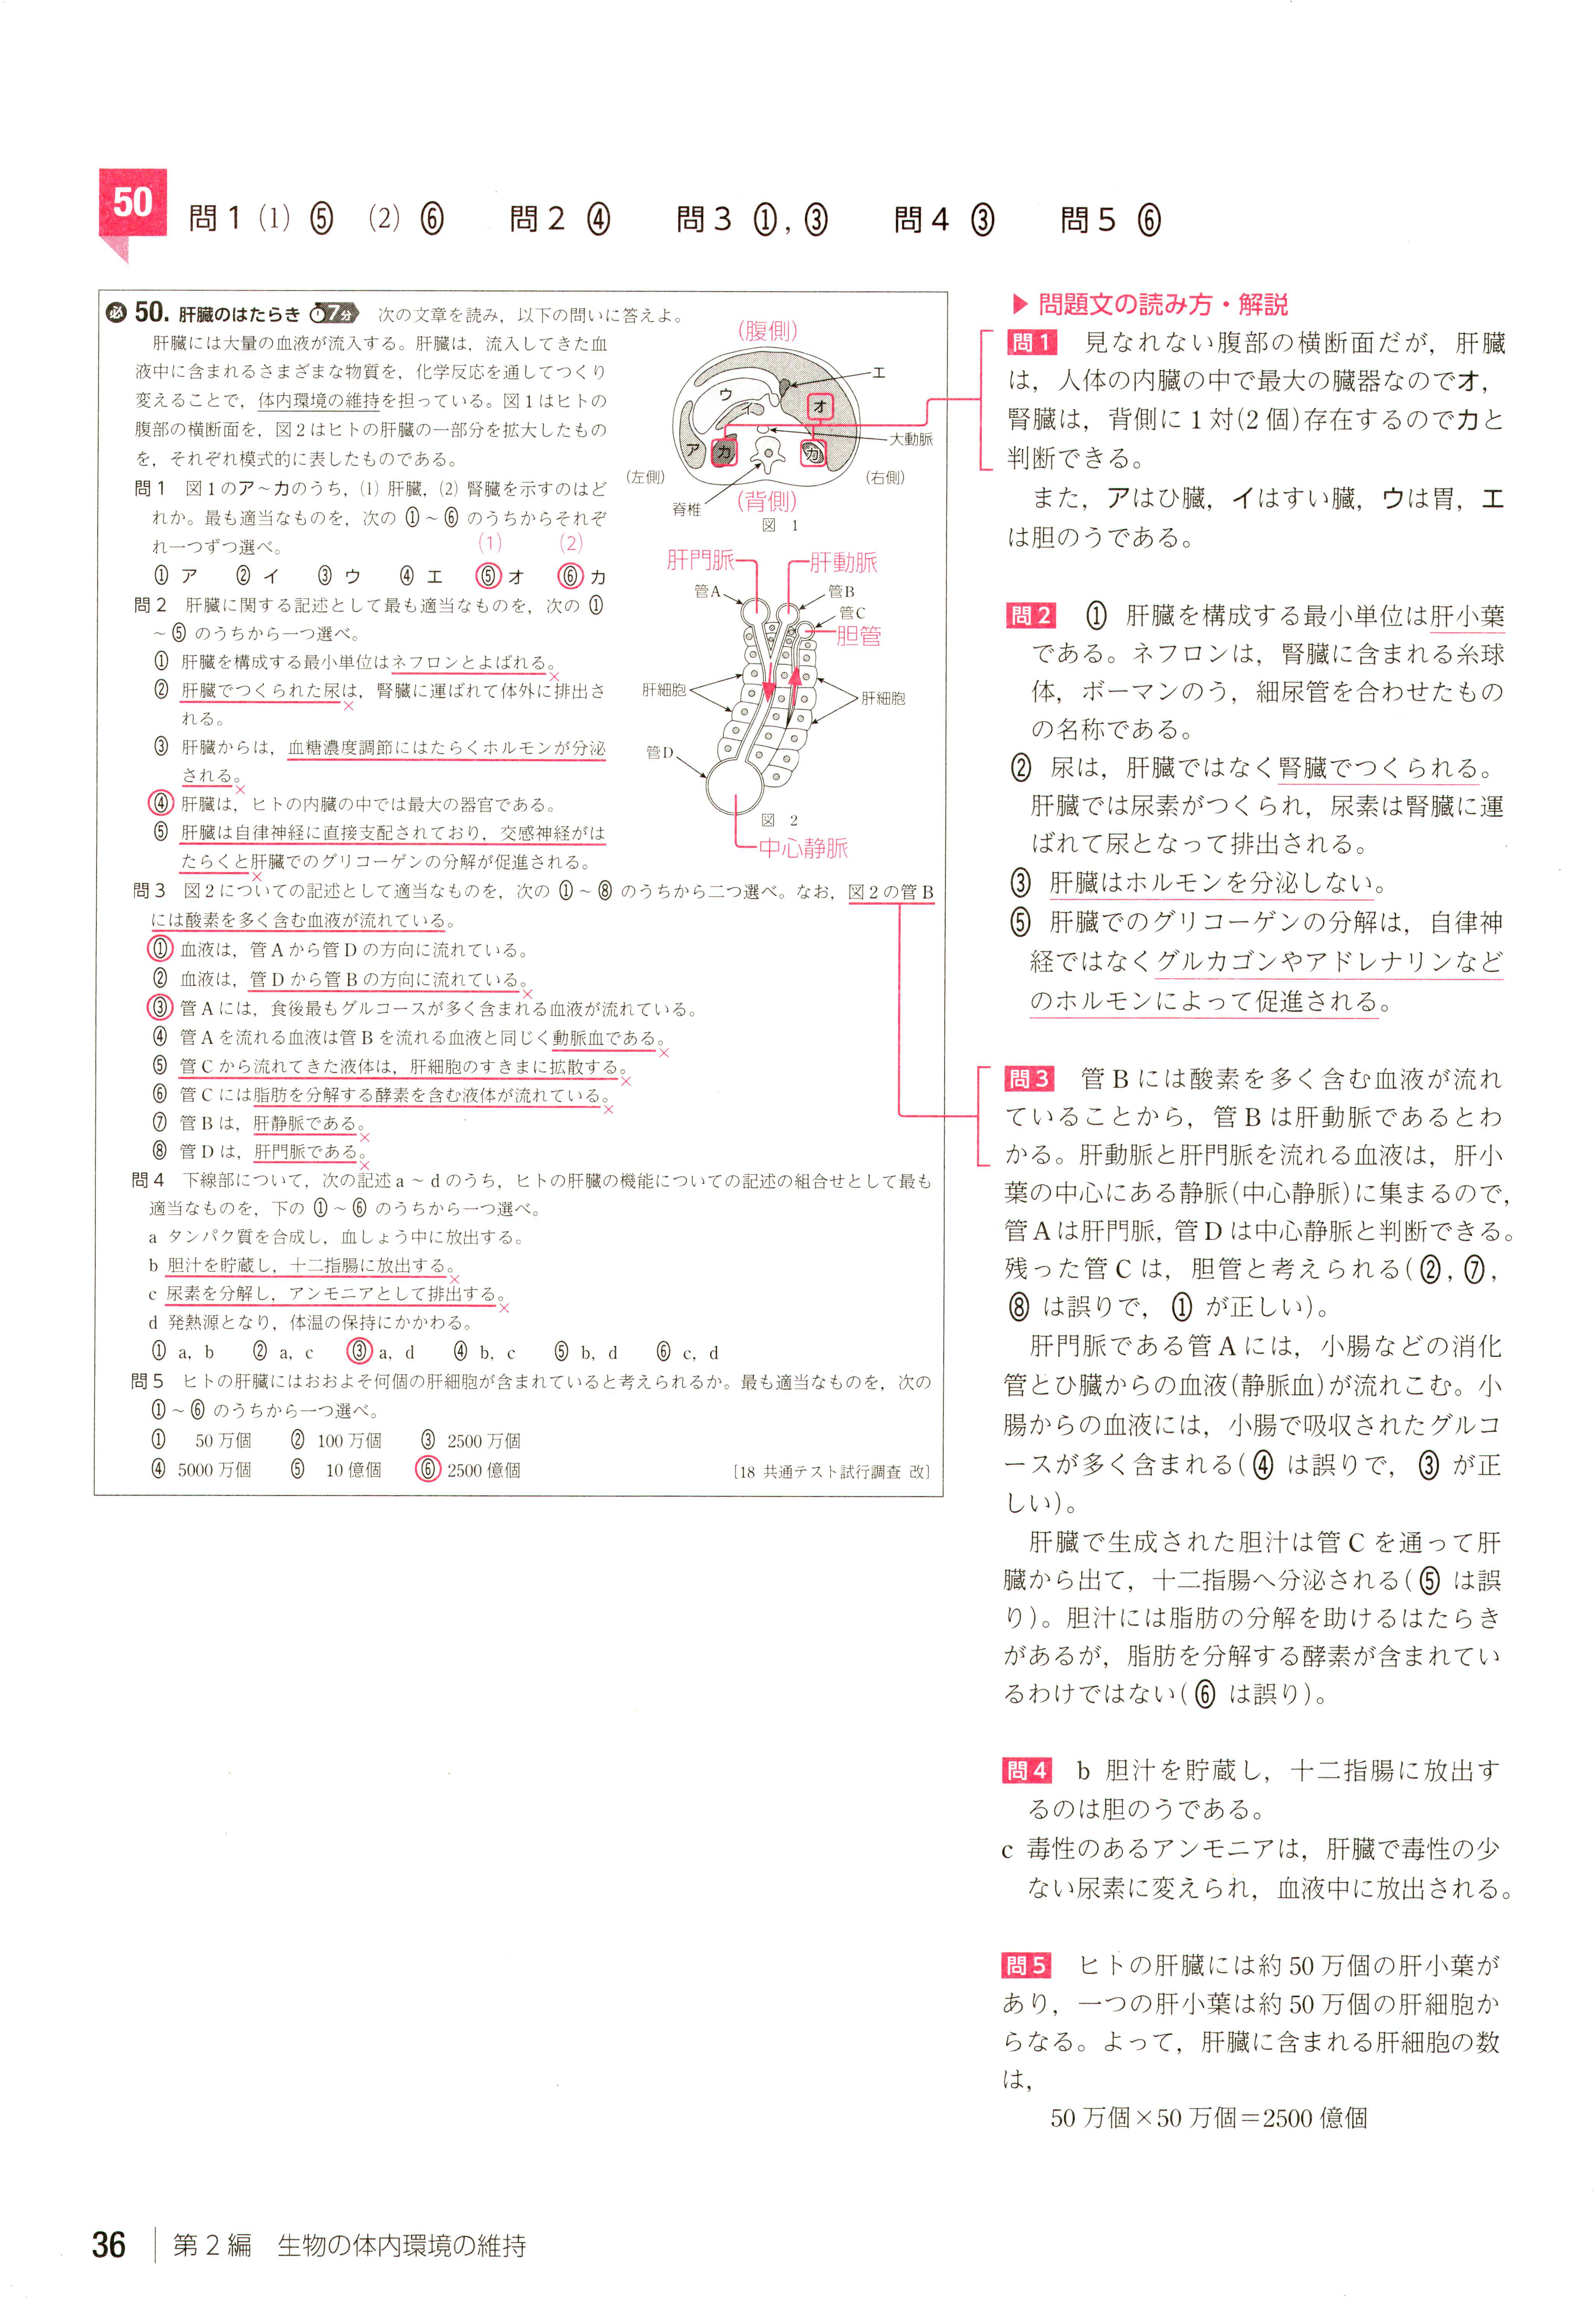 50
問1 (1) ⑤ (2) ⑥ 問2 ④ 問3 ①, ③ 問4 ③ 問5 ⑥
必 50. 肝臓のはたらき 7分 次の文章を読み，以下の問いに答えよ。
肝臓には大量の血液が流入する。肝臓は，流入してきた血
液中に含まれるさまざまな物質を，化学反応を通してつくり
変えることで，体内環境の維持を担っている。図1はヒトの
腹部の横断面を，図2はヒトの肝臓の一部分を拡大したもの
を，それぞれ模式的に表したものである。
問1 図1のア～カのうち，(1) 肝臓，(2) 腎臓を示すのはど
れか。最も適当なものを，次の ①～⑥ のうちからそれぞ
れ一つずつ選べ。
(1) (2)
① ア ② イ ③ ウ ④ エ ⑤ オ ⑥ カ
問2 肝臓に関する記述として最も適当なものを，次の ①
～⑤ のうちから一つ選べ。
① 肝臓を構成する最小単位はネフロンとよばれる。×
② 肝臓でつくられた尿は，腎臓に運ばれて体外に排出さ
×
れる。
③ 肝臓からは，血糖濃度調節にはたらくホルモンが分泌
される。×
④ 肝臓は，ヒトの内臓の中では最大の器官である。
⑤ 肝臓は自律神経に直接支配されており，交感神経がは
たらくと肝臓でのグリコーゲンの分解が促進される。
×
(腹側)
エ
ウ
イ
オ
ア
カ
カ
大動脈
(左側)
(右側)
脊椎
(背側)
図 1
肝門脈
肝動脈
管A
管B
管C
胆管
肝細胞
肝細胞
管D
図 2
中心静脈
問3 図2についての記述として適当なものを，次の ①～⑧ のうちから二つ選べ。なお，図2の管B
には酸素を多く含む血液が流れている。
① 血液は，管Aから管Dの方向に流れている。
② 血液は，管Dから管Bの方向に流れている。×
③ 管Aには，食後最もグルコースが多く含まれる血液が流れている。
④ 管Aを流れる血液は管Bを流れる血液と同じく動脈血である。×
⑤ 管Cから流れてきた液体は，肝細胞のすきまに拡散する。×
⑥ 管Cには脂肪を分解する酵素を含む液体が流れている。×
⑦ 管Bは，肝静脈である。×
⑧ 管Dは，肝門脈である。×
問4 下線部について，次の記述a～dのうち，ヒトの肝臓の機能についての記述の組合せとして最も
適当なものを，下の ①～⑥ のうちから一つ選べ。
a タンパク質を合成し，血しょう中に放出する。
b 胆汁を貯蔵し，十二指腸に放出する。×
c 尿素を分解し，アンモニアとして排出する。×
d 発熱源となり，体温の保持にかかわる。
① a, b ② a, c ③ a, d ④ b, c ⑤ b, d ⑥ c, d
問5 ヒトの肝臓にはおおよそ何個の肝細胞が含まれていると考えられるか。最も適当なものを，次の
①～⑥ のうちから一つ選べ。
① 50万個 ② 100万個 ③ 2500万個
④ 5000万個 ⑤ 10億個 ⑥ 2500億個
〔18 共通テスト試行調査 改〕
▶ 問題文の読み方・解説
問1 見なれない腹部の横断面だが，肝臓
は，人体の内臓の中で最大の臓器なのでオ，
腎臓は，背側に1対(2個)存在するのでカと
判断できる。
また，アはひ臓，イはすい臓，ウは胃，エ
は胆のうである。
問2 ① 肝臓を構成する最小単位は肝小葉
である。ネフロンは，腎臓に含まれる糸球
体，ボーマンのう，細尿管を合わせたもの
の名称である。
② 尿は，肝臓ではなく腎臓でつくられる。
肝臓では尿素がつくられ，尿素は腎臓に運
ばれて尿となって排出される。
③ 肝臓はホルモンを分泌しない。
⑤ 肝臓でのグリコーゲンの分解は，自律神
経ではなくグルカゴンやアドレナリンなど
のホルモンによって促進される。
問3 管Bには酸素を多く含む血液が流れ
ていることから，管Bは肝動脈であるとわ
かる。肝動脈と肝門脈を流れる血液は，肝小
葉の中心にある静脈(中心静脈)に集まるので，
管Aは肝門脈，管Dは中心静脈と判断できる。
残った管Cは，胆管と考えられる(②，⑦，
⑧ は誤りで，① が正しい)。
肝門脈である管Aには，小腸などの消化
管とひ臓からの血液(静脈血)が流れこむ。小
腸からの血液には，小腸で吸収されたグルコ
ースが多く含まれる(④ は誤りで，③ が正
しい)。
肝臓で生成された胆汁は管Cを通って肝
臓から出て，十二指腸へ分泌される(⑤ は誤
り)。胆汁には脂肪の分解を助けるはたらき
があるが，脂肪を分解する酵素が含まれてい
るわけではない(⑥ は誤り)。
問4 b 胆汁を貯蔵し，十二指腸に放出す
るのは胆のうである。
c 毒性のあるアンモニアは，肝臓で毒性の少
ない尿素に変えられ，血液中に放出される。
問5 ヒトの肝臓には約50万個の肝小葉が
あり，一つの肝小葉は約50万個の肝細胞か
らなる。よって，肝臓に含まれる肝細胞の数
は，
50万個×50万個＝2500億個
36 第2編 生物の体内環境の維持